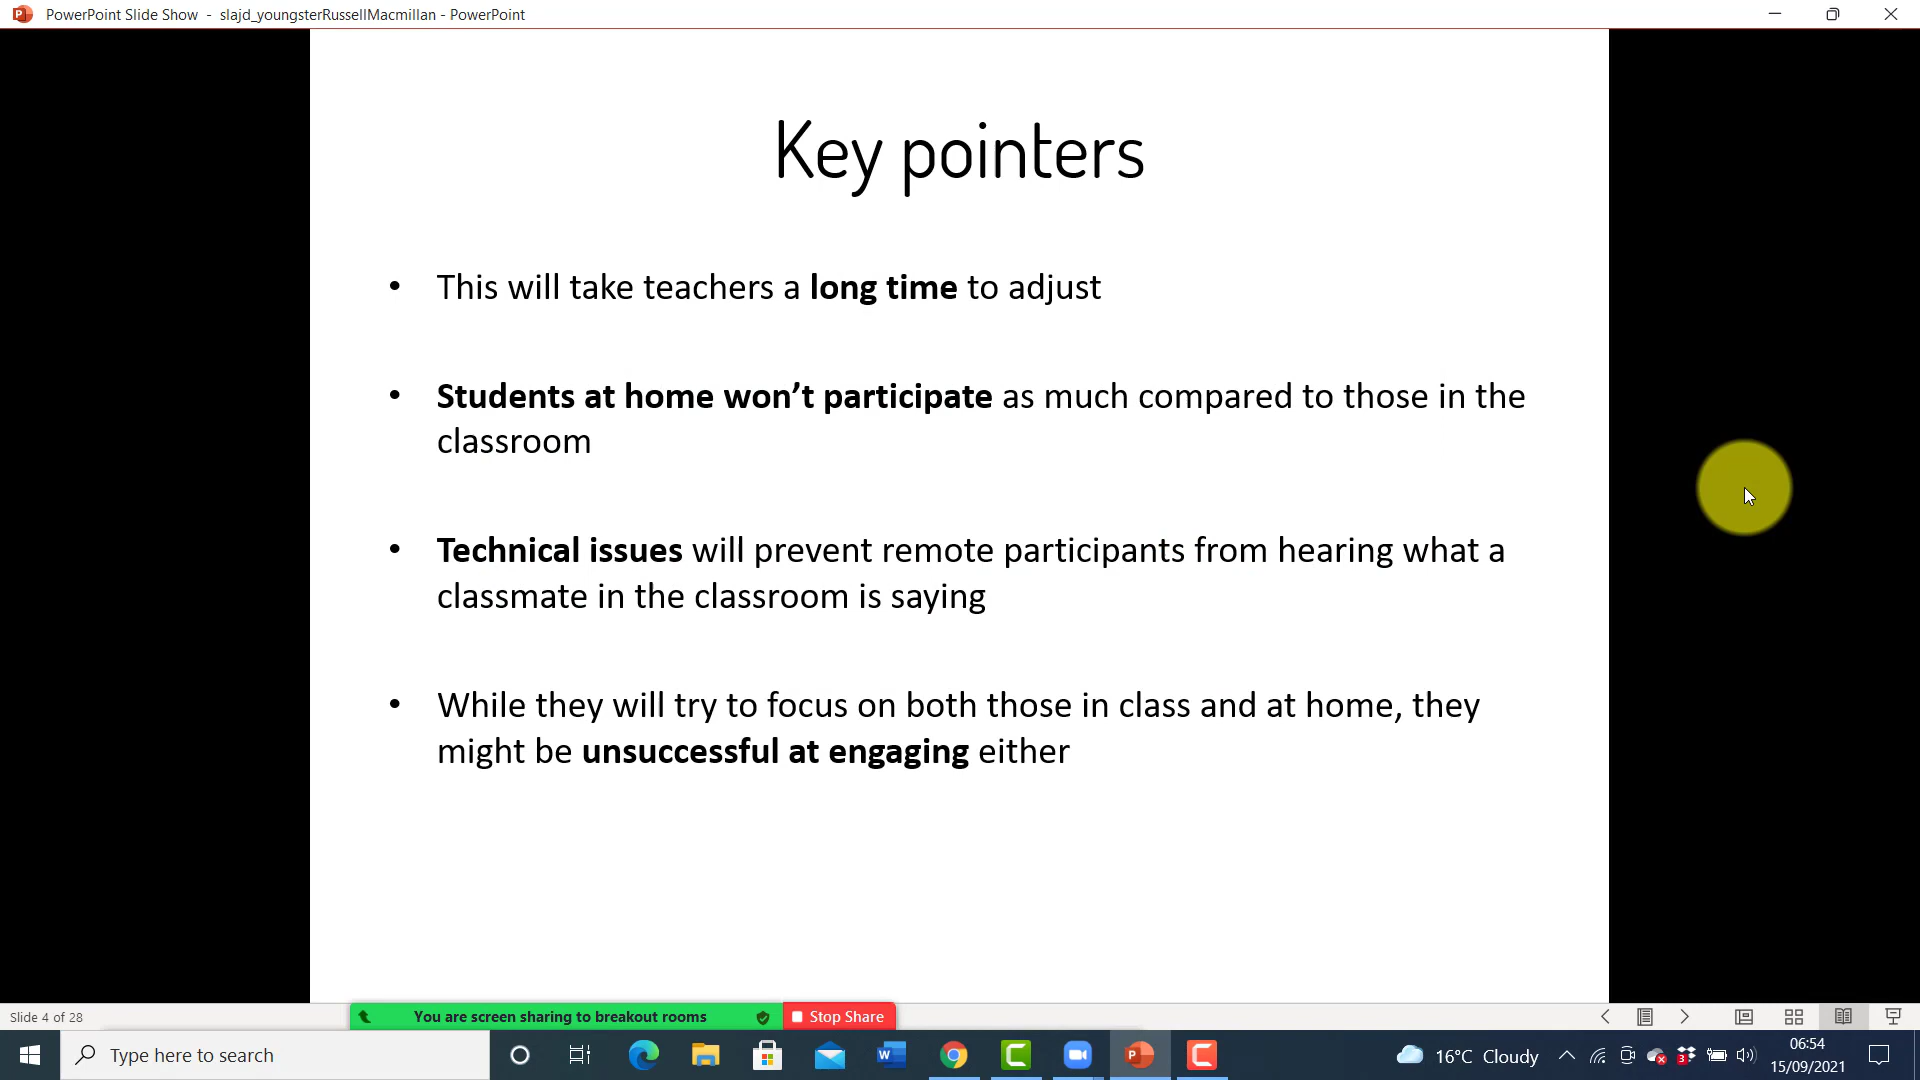 PowerPoint Slide Show - slajd_youngsterRussellMacmillan - PowerPoint
Key pointers
• This will take teachers a long time to adjust
• Students at home won’t participate as much compared to those in the
classroom
• Technical issues will prevent remote participants from hearing what a
classmate in the classroom is saying
• While they will try to focus on both those in class and at home, they
might be unsuccessful at engaging either
Slide 4 of 28
You are screen sharing to breakout rooms
Stop Share
Type here to search
16°C Cloudy
3
06:54
15/09/2021